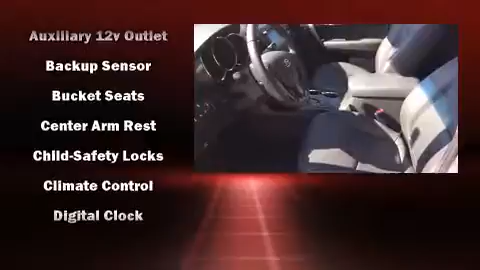 Auxiliary 12v Outlet
Backup Sensor
Bucket Seats
Center Arm Rest
Child-Safety Locks
Climate Control
Digital Clock